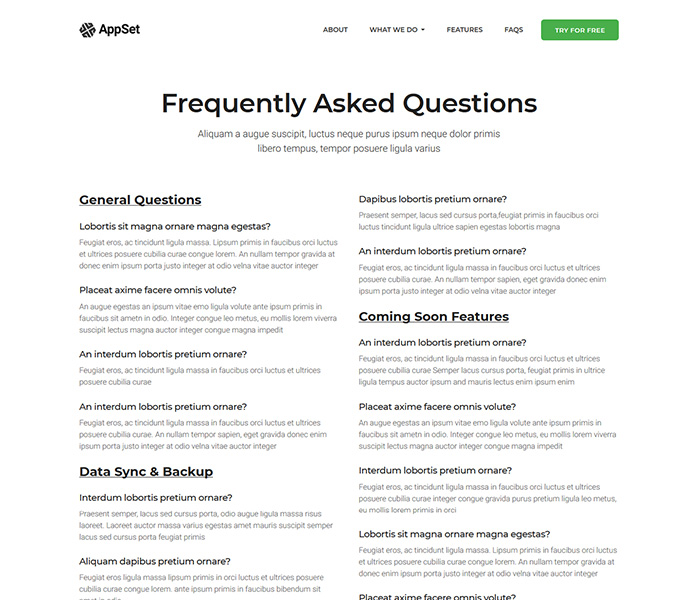 AppSet
ABOUT
WHAT WE DO
FEATURES
FAQS
TRY FOR FREE
Frequently Asked Questions
Aliquam a augue suscipit, luctus neque purus ipsum neque dolor primis
libero tempus, tempor posuere ligula varius
General Questions
Lobortis sit magna ornare magna egestas?
Feugiat eros, ac tincidunt ligula massa. Lipsum primis in faucibus orci luctus
et ultrices posuere cubilia curae congue lorem. An nullam tempor gravida at
donec enim ipsum porta justo integer at odio velna vitae auctor integer
Placeat axime facere omnis volute?
An augue egestas an ipsum vitae emo ligula volute ante ipsum primis in
faucibus sit ametn in odio. Integer congue leo metus, eu mollis lorem viverra
suscipit lectus magna auctor integer congue magna impedit
An interdum lobortis pretium ornare?
Feugiat eros, ac tincidunt ligula massa in faucibus orci luctus et ultrices
posuere cubilia curae
An interdum lobortis pretium ornare?
Feugiat eros, ac tincidunt ligula massa in faucibus orci luctus et ultrices
posuere cubilia curae. An nullam tempor sapien, eget gravida donec enim
ipsum porta justo integer at odio velna vitae auctor integer
Data Sync & Backup
Interdum lobortis pretium ornare?
Praesent semper, lacus sed cursus porta, odio augue ligula massa risus
laoreet. Laoreet auctor massa varius egestas amet mauris suscipit semper
lacus sed cursus porta, feugiat primis
Aliquam dapibus pretium ornare?
Feugiat eros ligula massa ipsum primis in orci luctus et ultrices posuere
cubilia curae congue lorem. ante ipsum primis in faucibus bibendum sit
Dapibus lobortis pretium ornare?
Praesent semper, lacus sed cursus porta,feugiat primis in faucibus orci
luctus tincidunt ligula ultrice sapien egestas lobortis magna
An interdum lobortis pretium ornare?
Feugiat eros, ac tincidunt ligula massa in faucibus orci luctus et ultrices
posuere cubilia curae. An nullam tempor sapien, eget gravida donec enim
ipsum porta justo integer at odio velna vitae auctor integer
Coming Soon Features
An interdum lobortis pretium ornare?
Feugiat eros, ac tincidunt ligula massa in faucibus orci luctus et ultrices
posuere cubilia curae Semper lacus cursus porta, feugiat primis in ultrice
ligula tempus auctor ipsum and mauris lectus enim ipsum enim
Placeat axime facere omnis volute?
An augue egestas an ipsum vitae emo ligula volute ante ipsum primis in
faucibus sit ametn in odio. Integer congue leo metus, eu mollis lorem viverra
suscipit lectus magna auctor integer congue magna impedit
Interdum lobortis pretium ornare?
Feugiat eros, ac tincidunt ligula massa in faucibus orci luctus et ultrices
posuere cubilia curae integer congue gravida purus pretium ligula leo metus,
eu mollis lorem primis in orci
Lobortis sit magna ornare magna egestas?
Feugiat eros, ac tincidunt ligula massa. Lipsum primis in faucibus orci luctus
et ultrices posuere cubilia curae congue lorem. An nullam tempor gravida at
donec enim ipsum porta justo integer at odio velna vitae auctor integer
Placeat axime facere omnis volute?